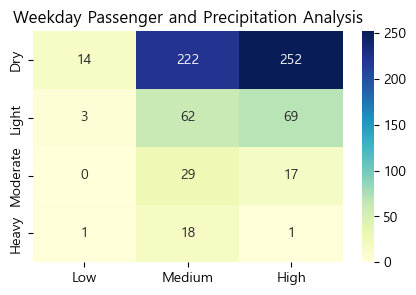 Weekday Passenger and Precipitation Analysis
Dry
14 222 252
Light
3 62 69
Moderate
0 29 17
Heavy
1 18 1
Low Medium High
250
200
150
100
50
0